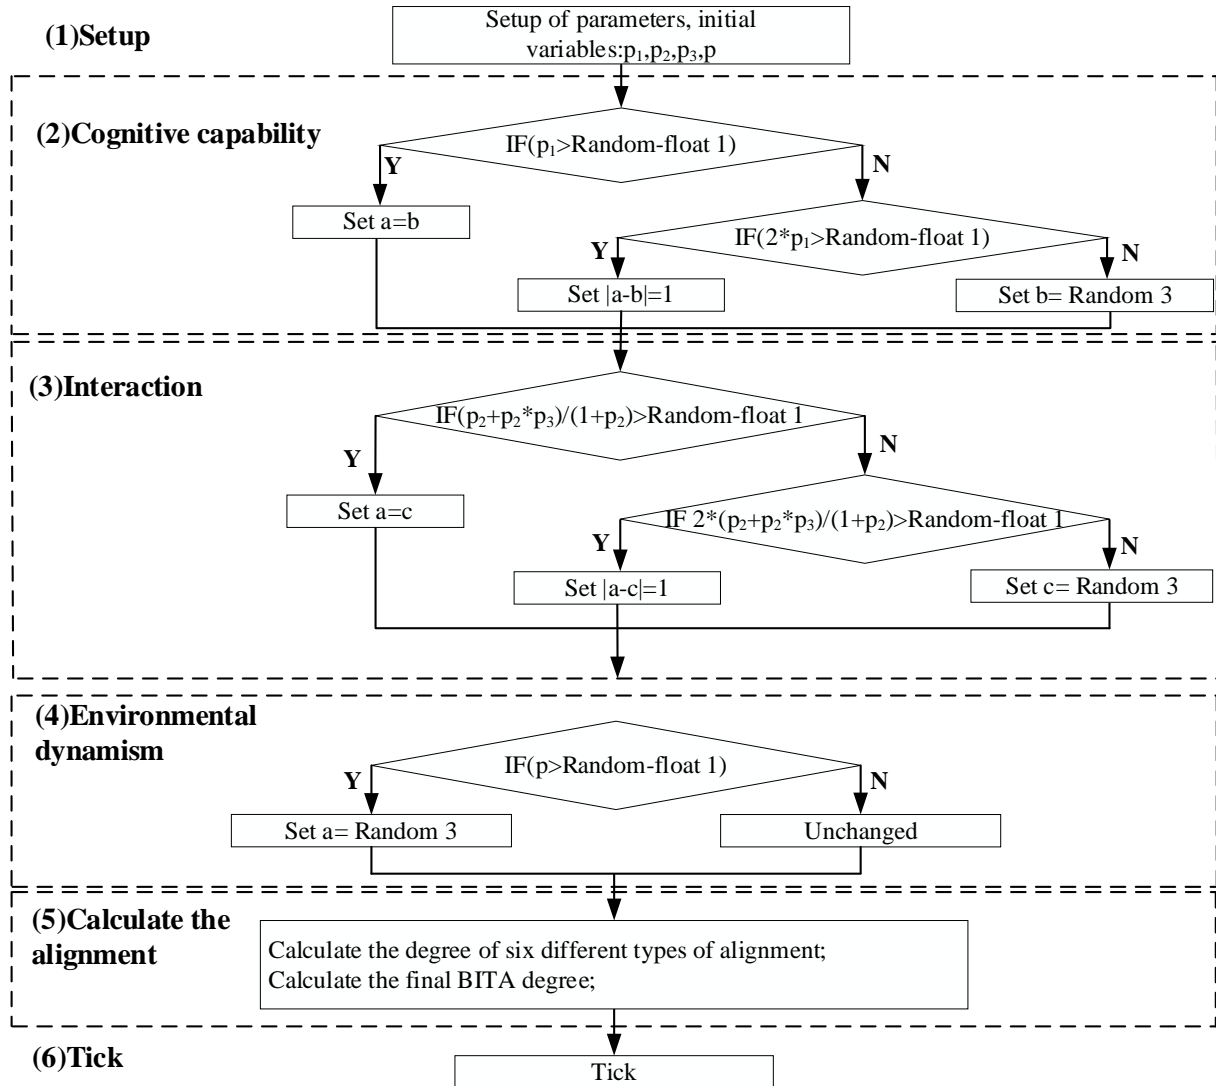 (1)Setup
Setup of parameters, initial
variables:p₁,p₂,p₃,p
(2)Cognitive capability
IF(p₁>Random-float 1)
Y
N
Set a=b
IF(2*p₁>Random-float 1)
Y
N
Set |a-b|=1
Set b= Random 3
(3)Interaction
IF(p₂+p₂*p₃)/(1+p₂)>Random-float 1
Y
N
Set a=c
IF 2*(p₂+p₂*p₃)/(1+p₂)>Random-float 1
Y
N
Set |a-c|=1
Set c= Random 3
(4)Environmental
dynamism
IF(p>Random-float 1)
Y
N
Set a= Random 3
Unchanged
(5)Calculate the
alignment
Calculate the degree of six different types of alignment;
Calculate the final BITA degree;
(6)Tick
Tick